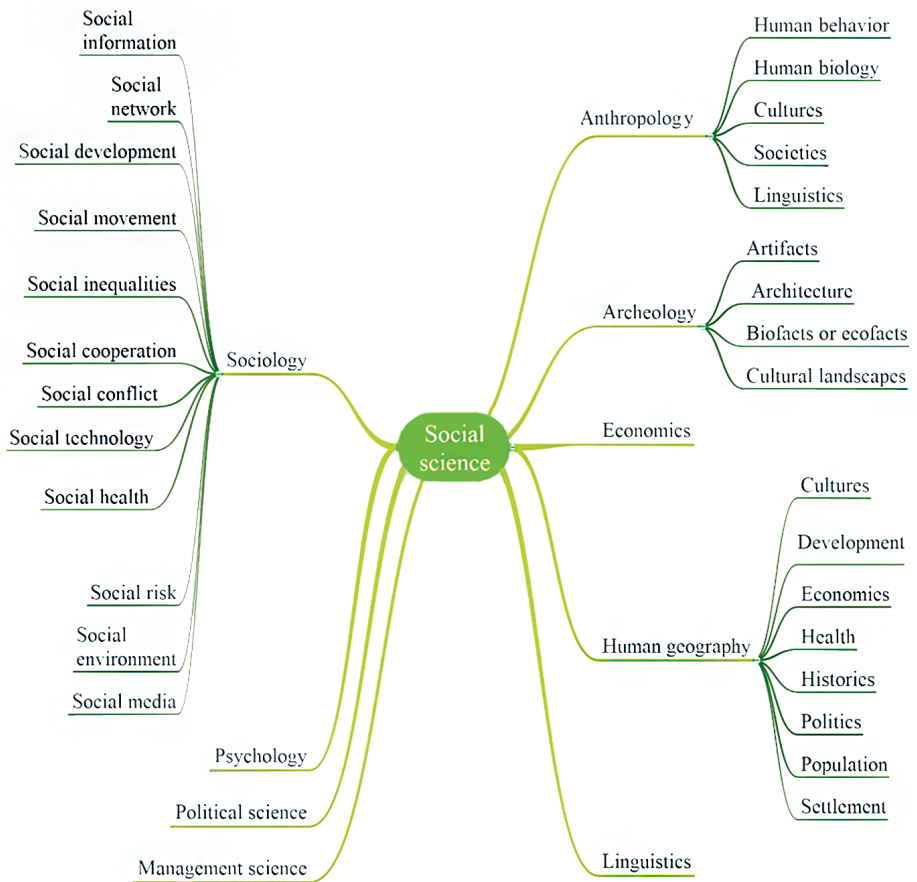 Social
information
Social
network
Social development
Social movement
Social inequalities
Social cooperation
Social conflict
Social technology
Social health
Social risk
Social
environment
Social media
Sociology
Psychology
Political science
Management science
Social
science
Anthropology
Human behavior
Human biology
Cultures
Societies
Linguistics
Archeology
Artifacts
Architecture
Biofacts or ecofacts
Cultural landscapes
Economics
Human geography
Cultures
Development
Economics
Health
Histories
Politics
Population
Settlement
Linguistics